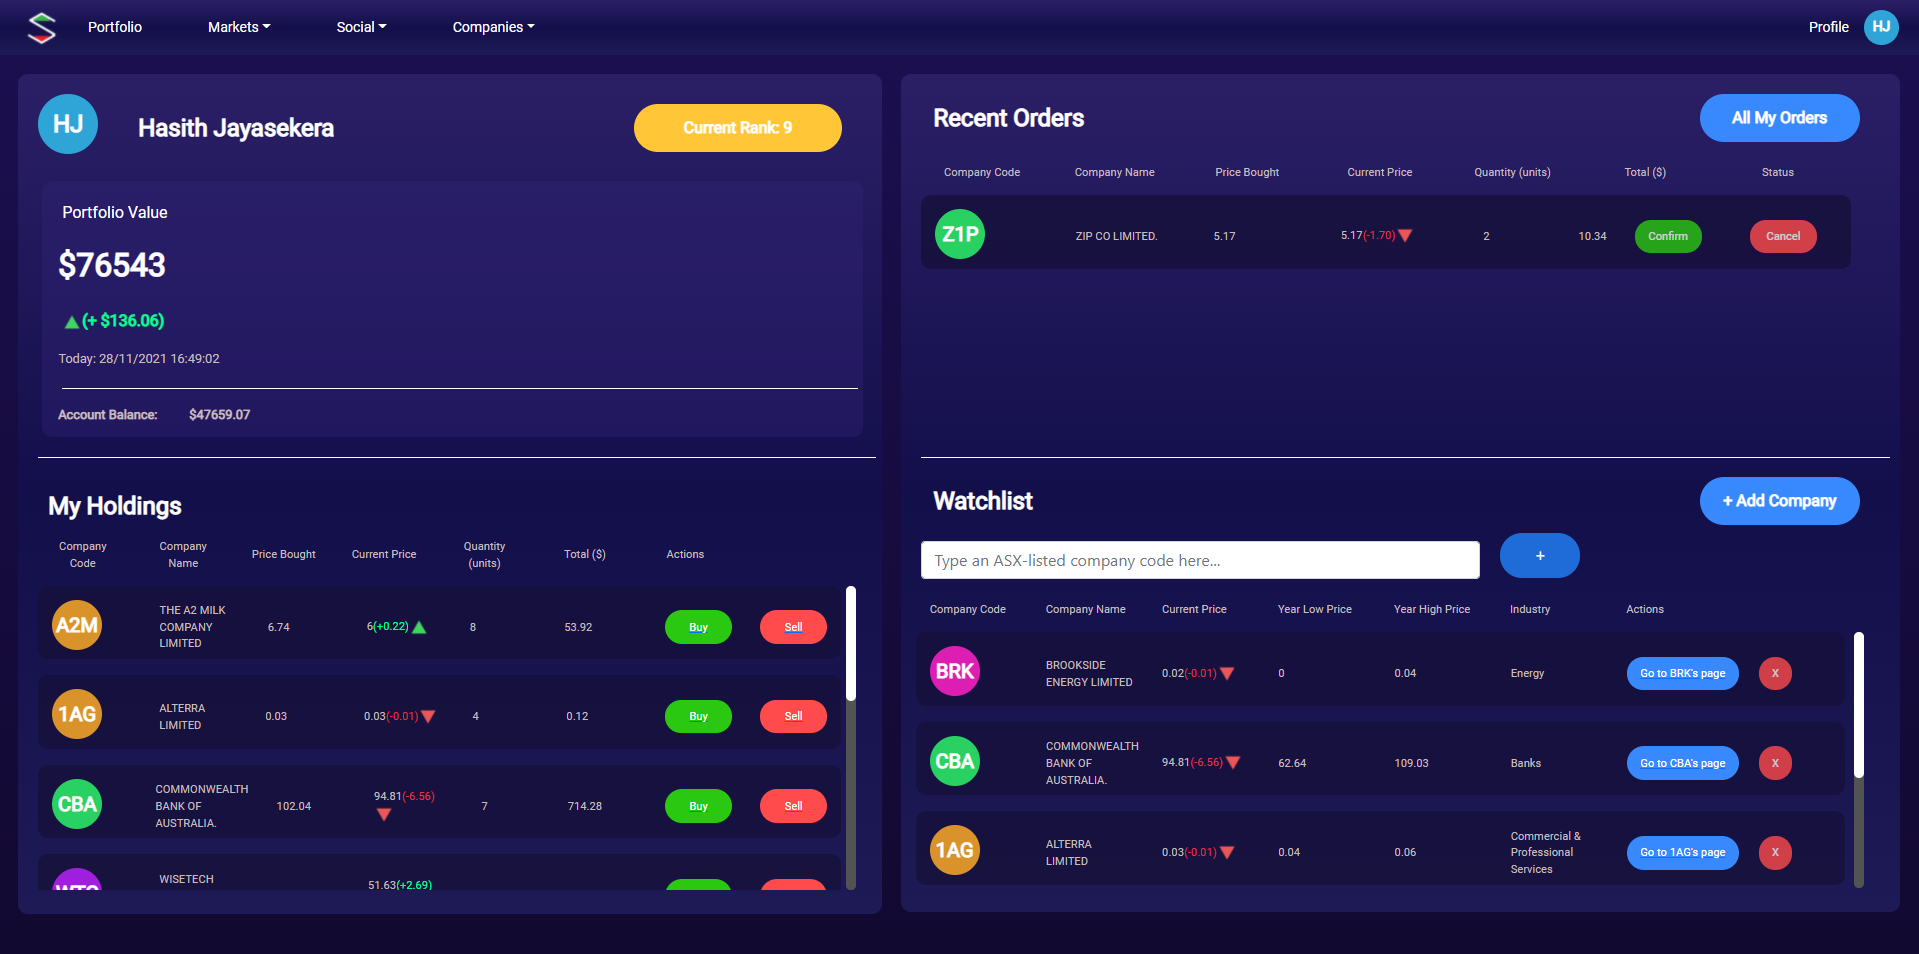 Portfolio
Markets
Social
Companies
Profile
HJ
HJ
Hasith Jayasekera
Current Rank: 9
Portfolio Value
$76543
(+ $136.06)
Today: 28/11/2021 16:49:02
Account Balance: $47659.07
My Holdings
Company Code
Company Name
Price Bought
Current Price
Quantity (units)
Total ($)
Actions
A2M
THE A2 MILK
COMPANY
LIMITED
6.74
6(+0.22)
8
53.92
Buy
Sell
1AG
ALTERRA
LIMITED
0.03
0.03(-0.01)
4
0.12
Buy
Sell
CBA
COMMONWEALTH
BANK OF
AUSTRALIA.
102.04
94.81(-6.56)
7
714.28
Buy
Sell
WTC
WISETECH
51.63(+2.69)
Recent Orders
All My Orders
Company Code
Company Name
Price Bought
Current Price
Quantity (units)
Total ($)
Status
Z1P
ZIP CO LIMITED.
5.17
5.17(-1.70)
2
10.34
Confirm
Cancel
Watchlist
+ Add Company
Type an ASX-listed company code here...
+
Company Code
Company Name
Current Price
Year Low Price
Year High Price
Industry
Actions
BRK
BROOKSIDE
ENERGY LIMITED
0.02(-0.01)
0
0.04
Energy
Go to BRK's page
X
CBA
COMMONWEALTH
BANK OF
AUSTRALIA.
94.81(-6.56)
62.64
109.03
Banks
Go to CBA's page
X
1AG
ALTERRA
LIMITED
0.03(-0.01)
0.04
0.06
Commercial &
Professional
Services
Go to 1AG's page
X